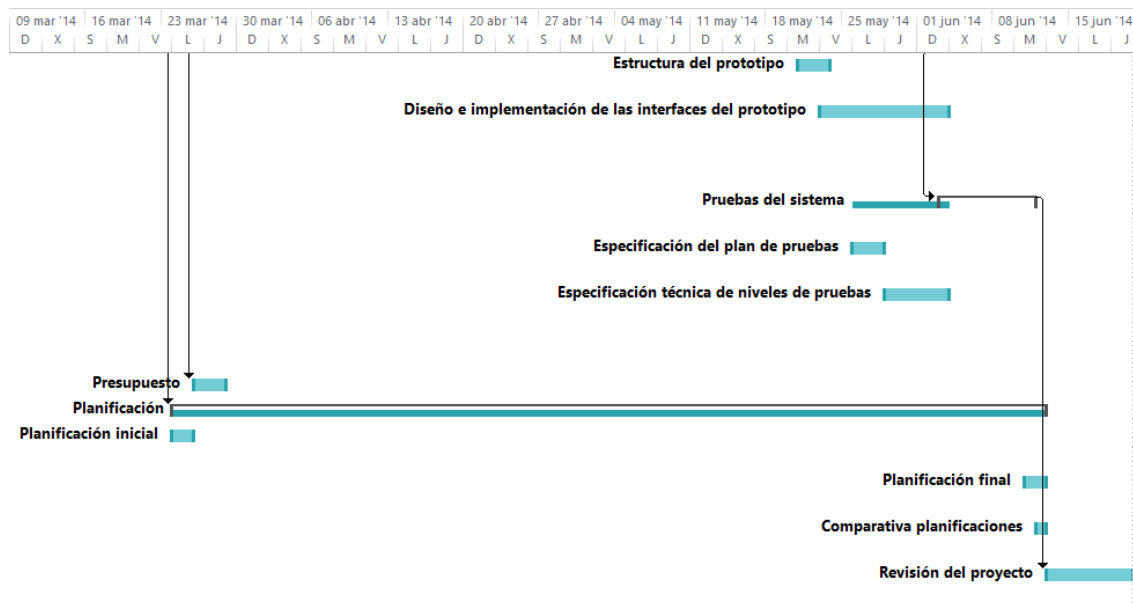 09 mar '14 16 mar '14 23 mar '14 30 mar '14 06 abr '14 13 abr '14 20 abr '14 27 abr '14 04 may '14 11 may '14 18 may '14 25 may '14 01 jun '14 08 jun '14 15 jun '14
D X S M V L J D X S M V L J D X S M V L J D X S M V L J D X S M V L J
Estructura del prototipo
Diseño e implementación de las interfaces del prototipo
Pruebas del sistema
Especificación del plan de pruebas
Especificación técnica de niveles de pruebas
Presupuesto
Planificación
Planificación inicial
Planificación final
Comparativa planificaciones
Revisión del proyecto